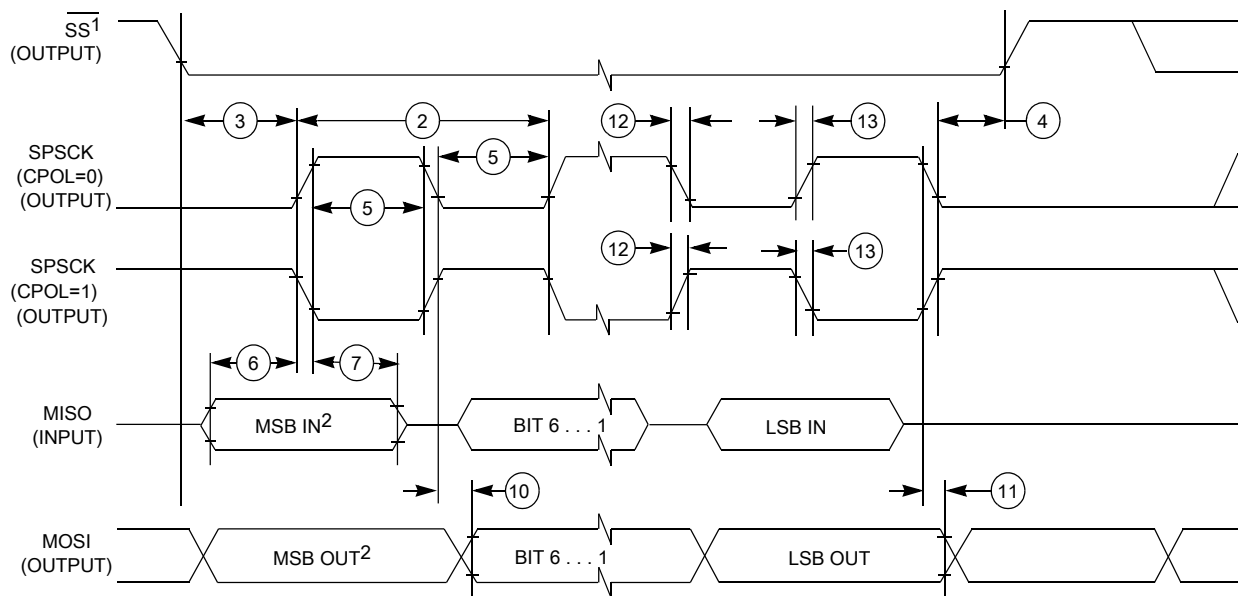 SS1
(OUTPUT)
3
2
12
13
4
SPSCK
(CPOL=0)
(OUTPUT)
5
5
SPSCK
(CPOL=1)
(OUTPUT)
12
13
6
7
MISO
(INPUT)
MSB IN2
BIT 6 . . . 1
LSB IN
10
11
MOSI
(OUTPUT)
MSB OUT2
BIT 6 . . . 1
LSB OUT